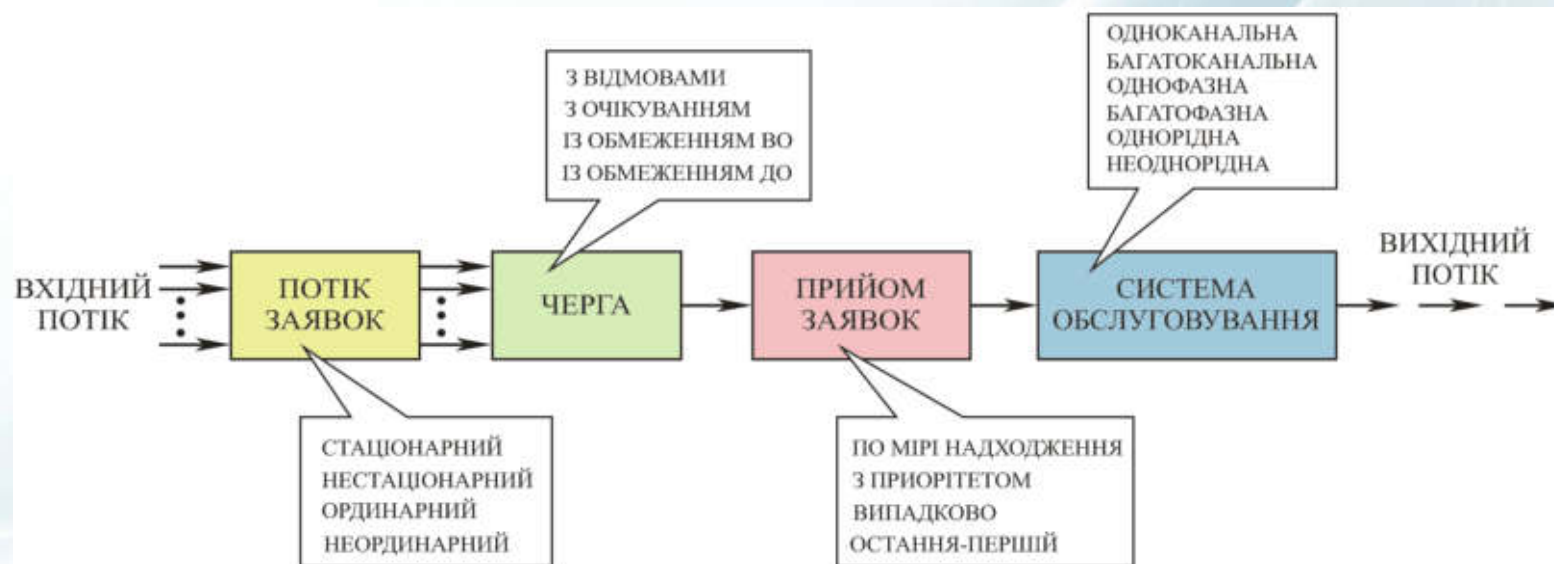 З ВІДМОВАМИ
З ОЧІКУВАННЯМ
ІЗ ОБМЕЖЕННЯМ ВО
ІЗ ОБМЕЖЕННЯМ ДО
ОДНОКАНАЛЬНА
БАГАТОКАНАЛЬНА
ОДНОФАЗНА
БАГАТОФАЗНА
ОДНОРІДНА
НЕОДНОРІДНА
ВХІДНИЙ
ПОТІК
ПОТІК
ЗАЯВОК
ЧЕРГА
ПРИЙОМ
ЗАЯВОК
СИСТЕМА
ОБСЛУГОВУВАННЯ
ВИХІДНИЙ
ПОТІК
СТАЦІОНАРНИЙ
НЕСТАЦІОНАРНИЙ
ОРДИНАРНИЙ
НЕОРДИНАРНИЙ
ПО МІРІ НАДХОДЖЕННЯ
З ПРИОРІТЕТОМ
ВИПАДКОВО
ОСТАННЯ-ПЕРШІЙ